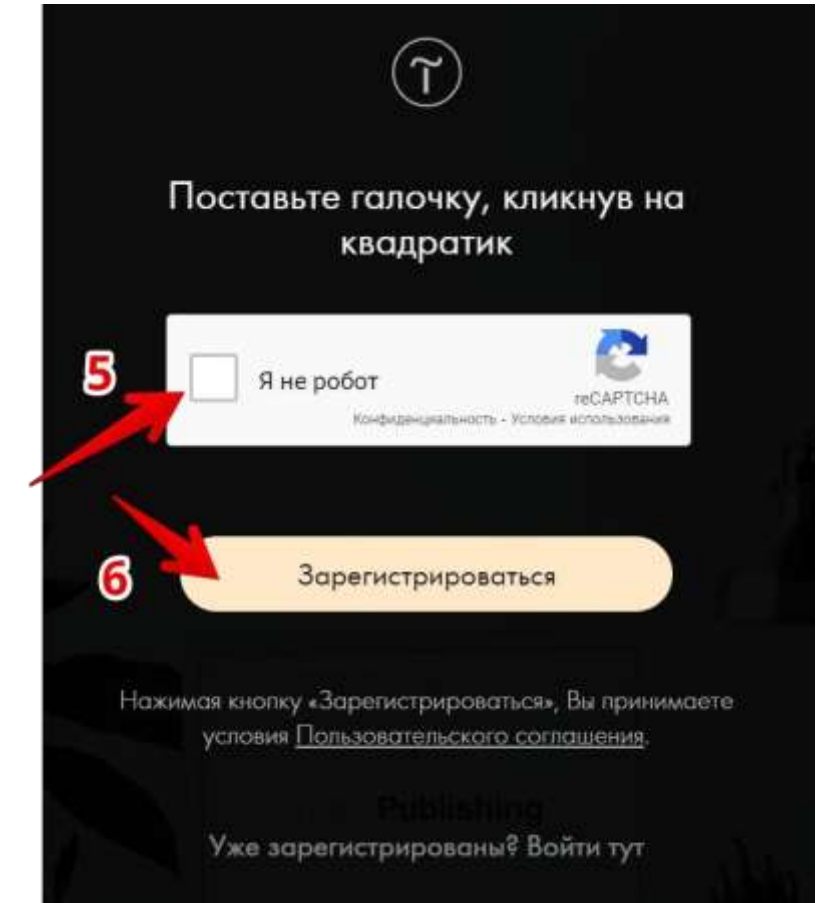 Поставьте галочку, кликнув на
квадратик
5
Я не робот
reCAPTCHA
Конфиденциальность - Условия использования
6
Зарегистрироваться
Нажимая кнопку «Зарегистрироваться», Вы принимаете
условия Пользовательского соглашения.
Publishing
Уже зарегистрированы? Войти тут